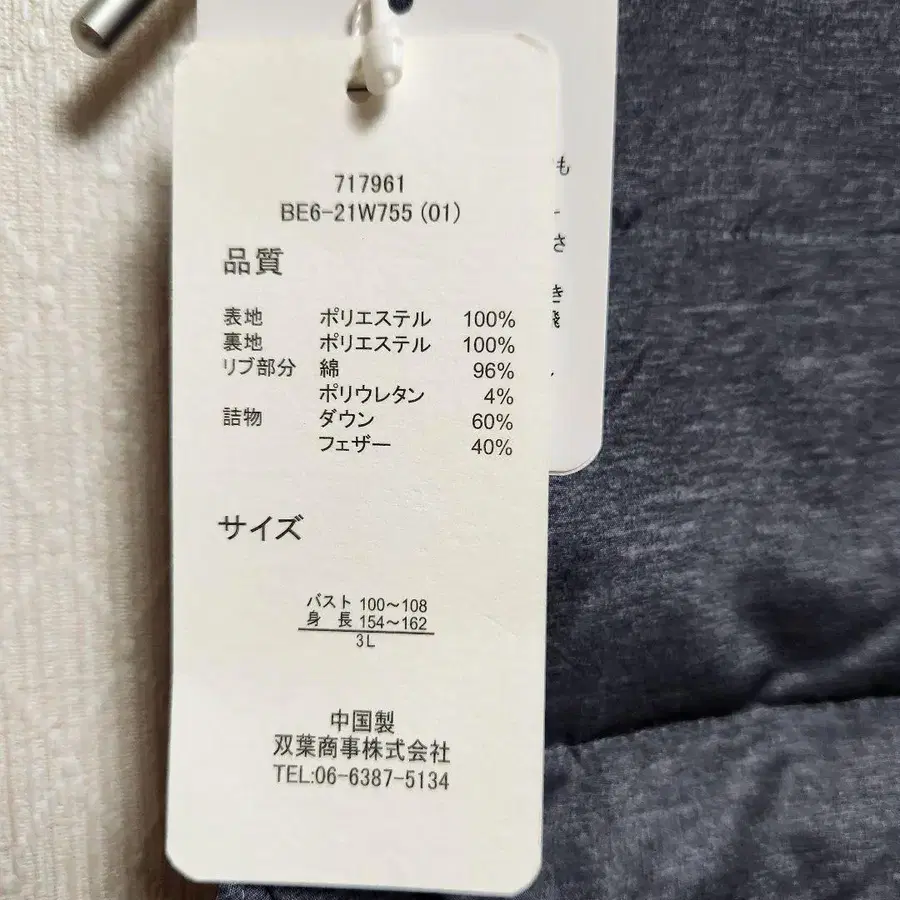 717961
BE6-21W755(01)
品質
表地 ポリエステル 100%
裏地 ポリエステル 100%
リブ部分 綿 96%
ポリウレタン 4%
詰物 ダウン 60%
フェザー 40%
サイズ
バスト 100～108
身 長 154～162
3L
中国製
双葉商事株式会社
TEL:06-6387-5134
も
さ
き